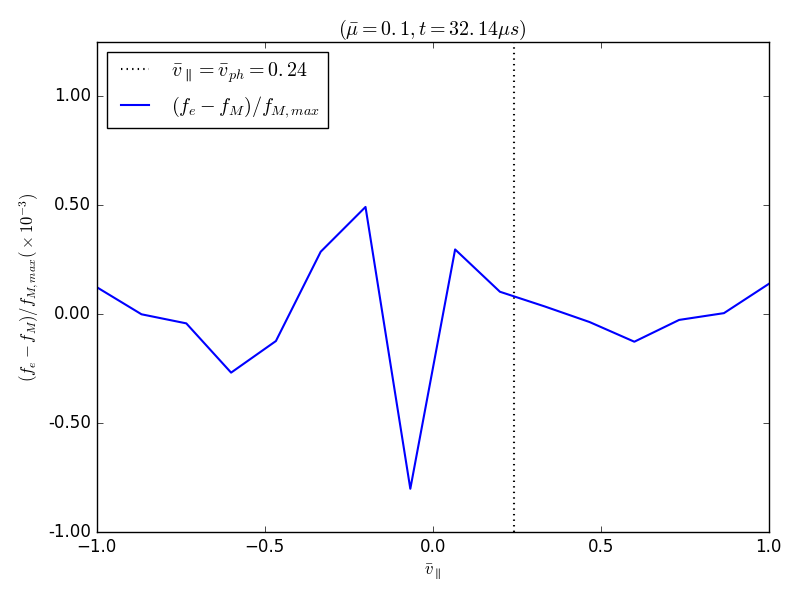 (μ̄ = 0.1, t = 32.14μs)
v̄∥ = v̄ph = 0.24
(fe − fM)/fM,max
1.00
0.50
0.00
-0.50
-1.00
(fe − fM)/fM,max(×10⁻³)
−1.0 −0.5 0.0 0.5 1.0
v̄∥